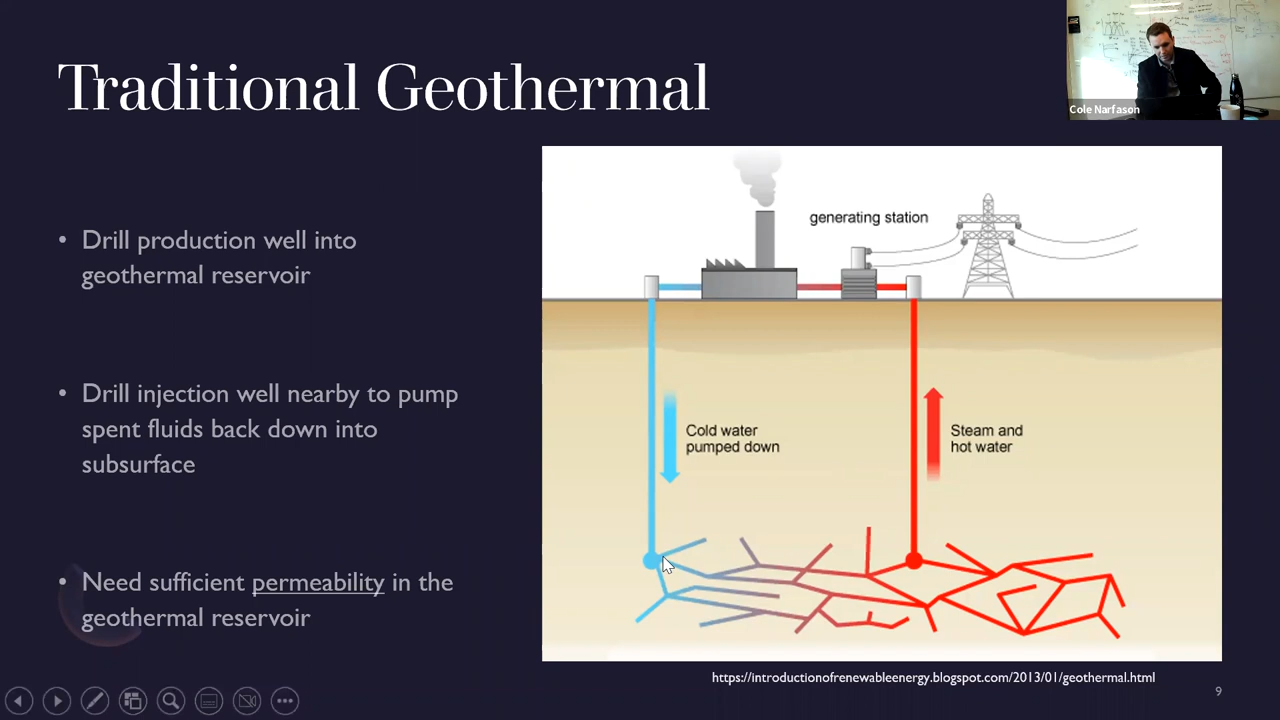 Traditional Geothermal
Cole Narfason
• Drill production well into
geothermal reservoir
• Drill injection well nearby to pump
spent fluids back down into
subsurface
• Need sufficient permeability in the
geothermal reservoir
generating station
Cold water
pumped down
Steam and
hot water
https://introductionofrenewableenergy.blogspot.com/2013/01/geothermal.html
9